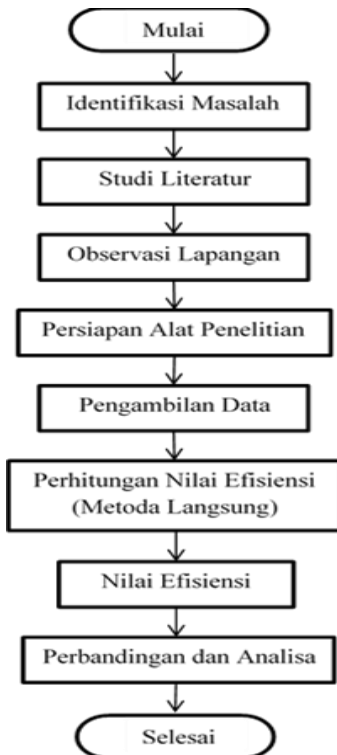 Mulai
Identifikasi Masalah
Studi Literatur
Observasi Lapangan
Persiapan Alat Penelitian
Pengambilan Data
Perhitungan Nilai Efisiensi
(Metoda Langsung)
Nilai Efisiensi
Perbandingan dan Analisa
Selesai